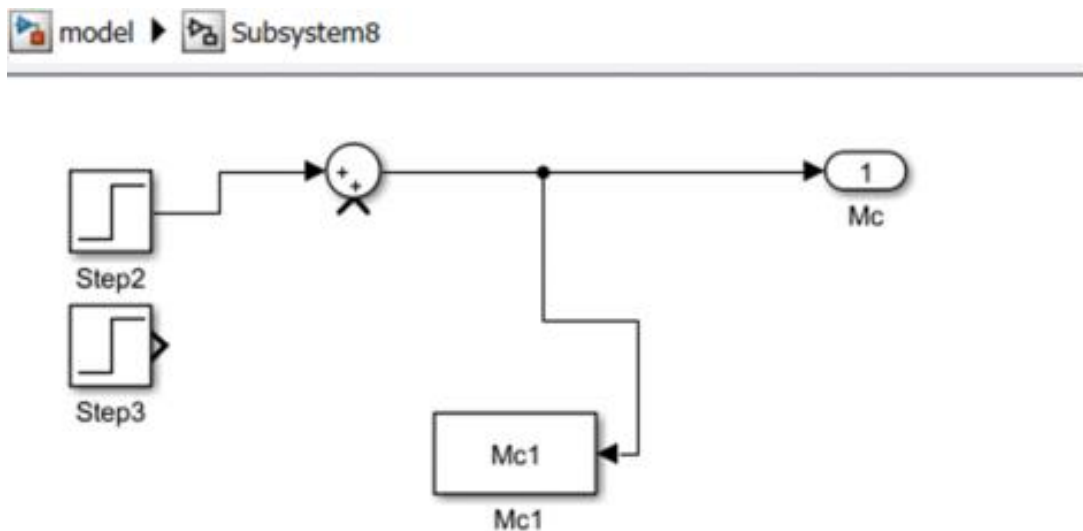 model Subsystem8
+
+
1
Mc
Step2
Step3
Mc1
Mc1